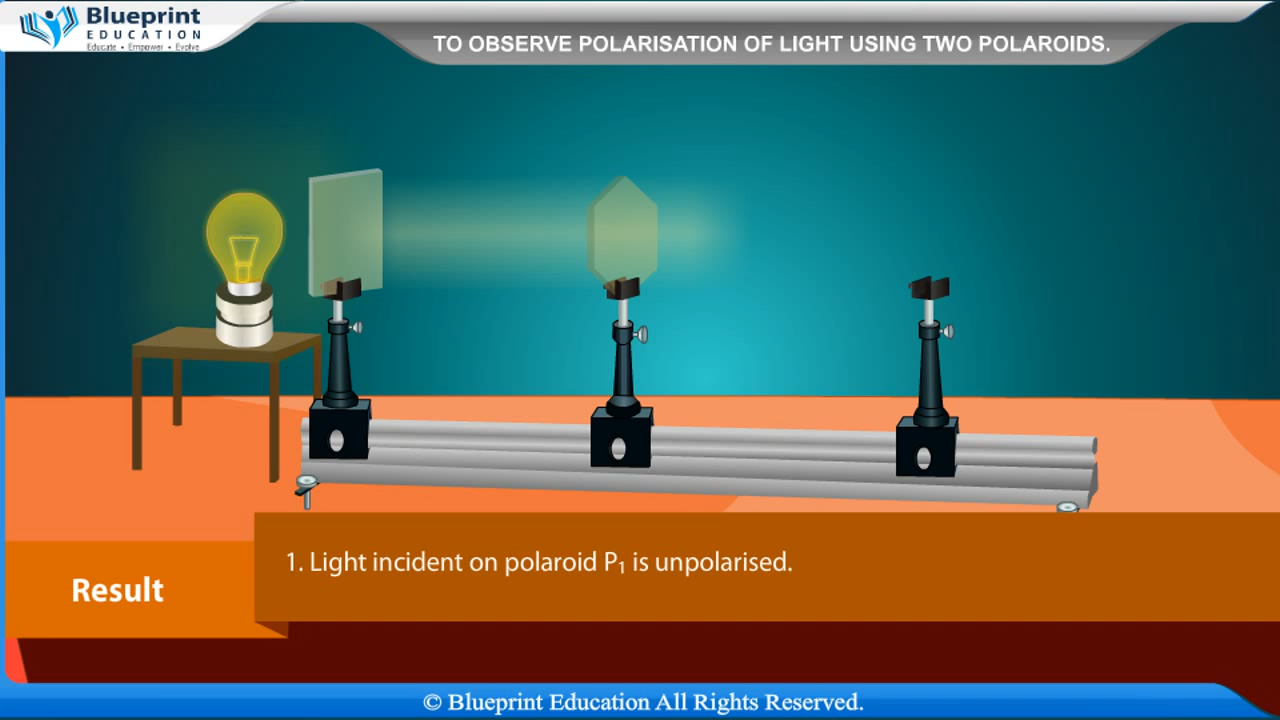 Blueprint
EDUCATION
Educate • Empower • Evolve
TO OBSERVE POLARISATION OF LIGHT USING TWO POLAROIDS.
1. Light incident on polaroid P₁ is unpolarised.
Result
© Blueprint Education All Rights Reserved.